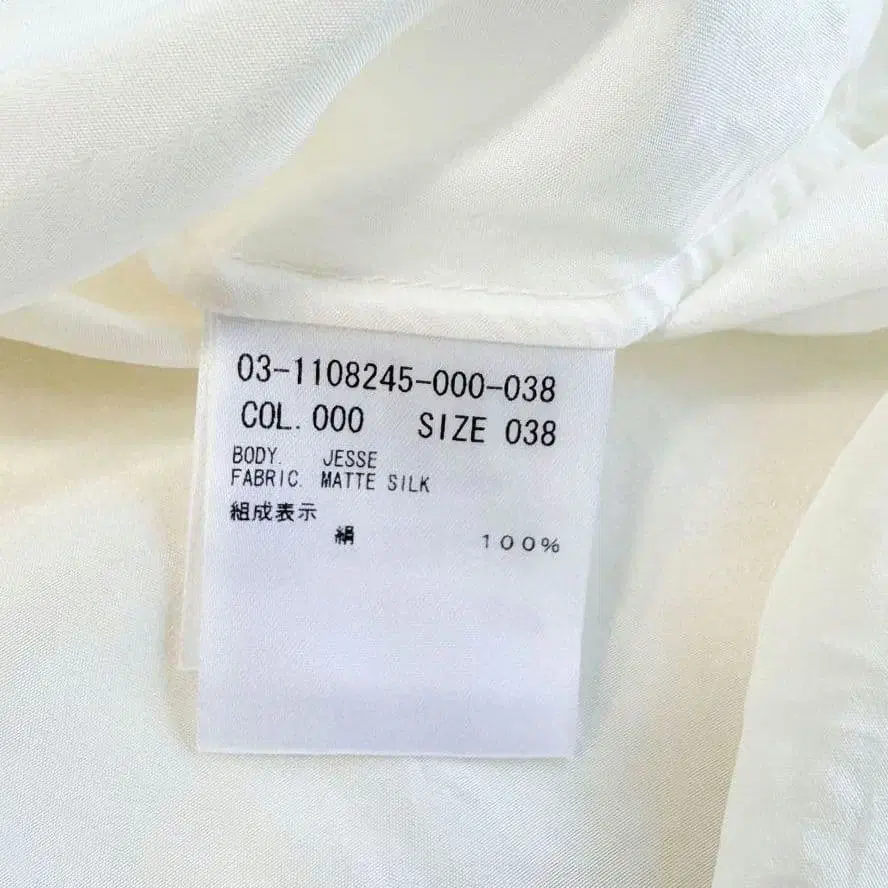 03-1108245-000-038
COL. 000 SIZE 038
BODY. JESSE
FABRIC. MATTE SILK
組成表示
絹 100%